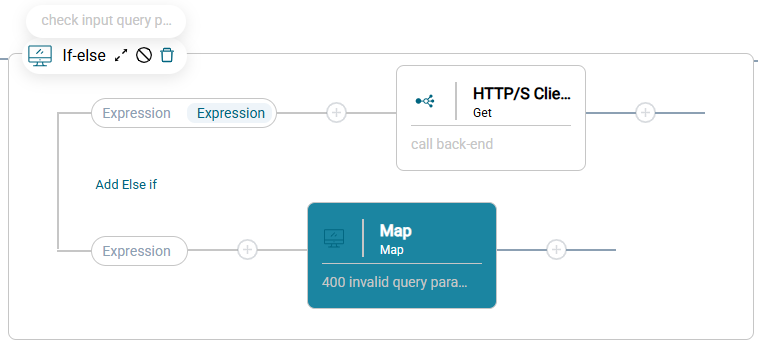 check input query p...
If-else
Expression Expression
HTTP/S Clie...
Get
call back-end
Add Else if
Expression
Map
Map
400 invalid query para...